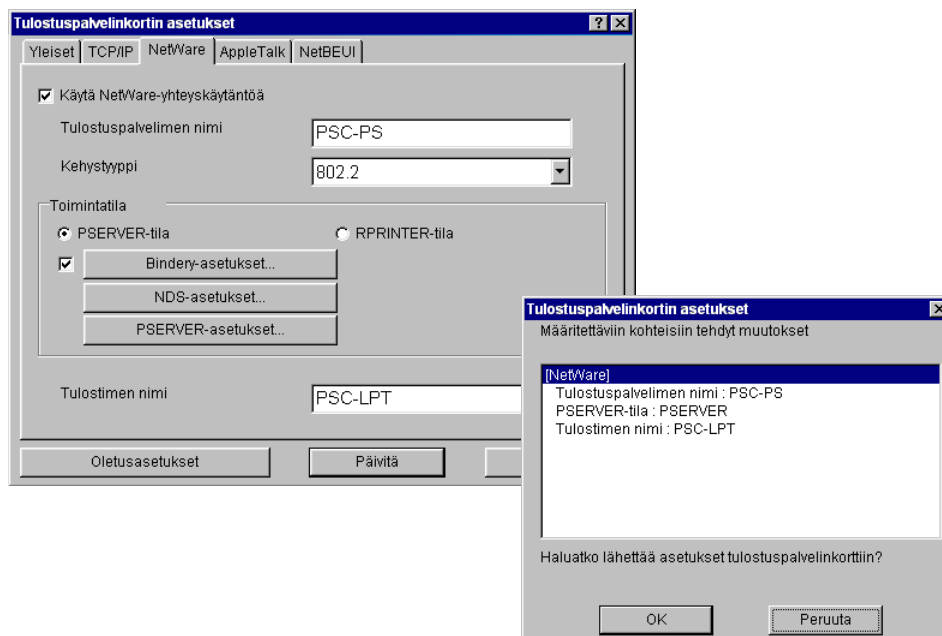 Tulostuspalvelinkortin asetukset
Yleiset TCP/IP NetWare AppleTalk NetBEUI
Käytä NetWare-yhteyskäytäntöä
Tulostuspalvelimen nimi PSC-PS
Kehystyyppi 802.2
Toimintatila
PSERVER-tila RPRINTER-tila
Bindery-asetukset...
NDS-asetukset...
PSERVER-asetukset...
Tulostimen nimi PSC-LPT
Oletusasetukset Päivitä
Tulostuspalvelinkortin asetukset
Määritettäviin kohteisiin tehdyt muutokset
[NetWare]
Tulostuspalvelimen nimi : PSC-PS
PSERVER-tila : PSERVER
Tulostimen nimi : PSC-LPT
Haluatko lähettää asetukset tulostuspalvelinkorttiin?
OK Peruuta